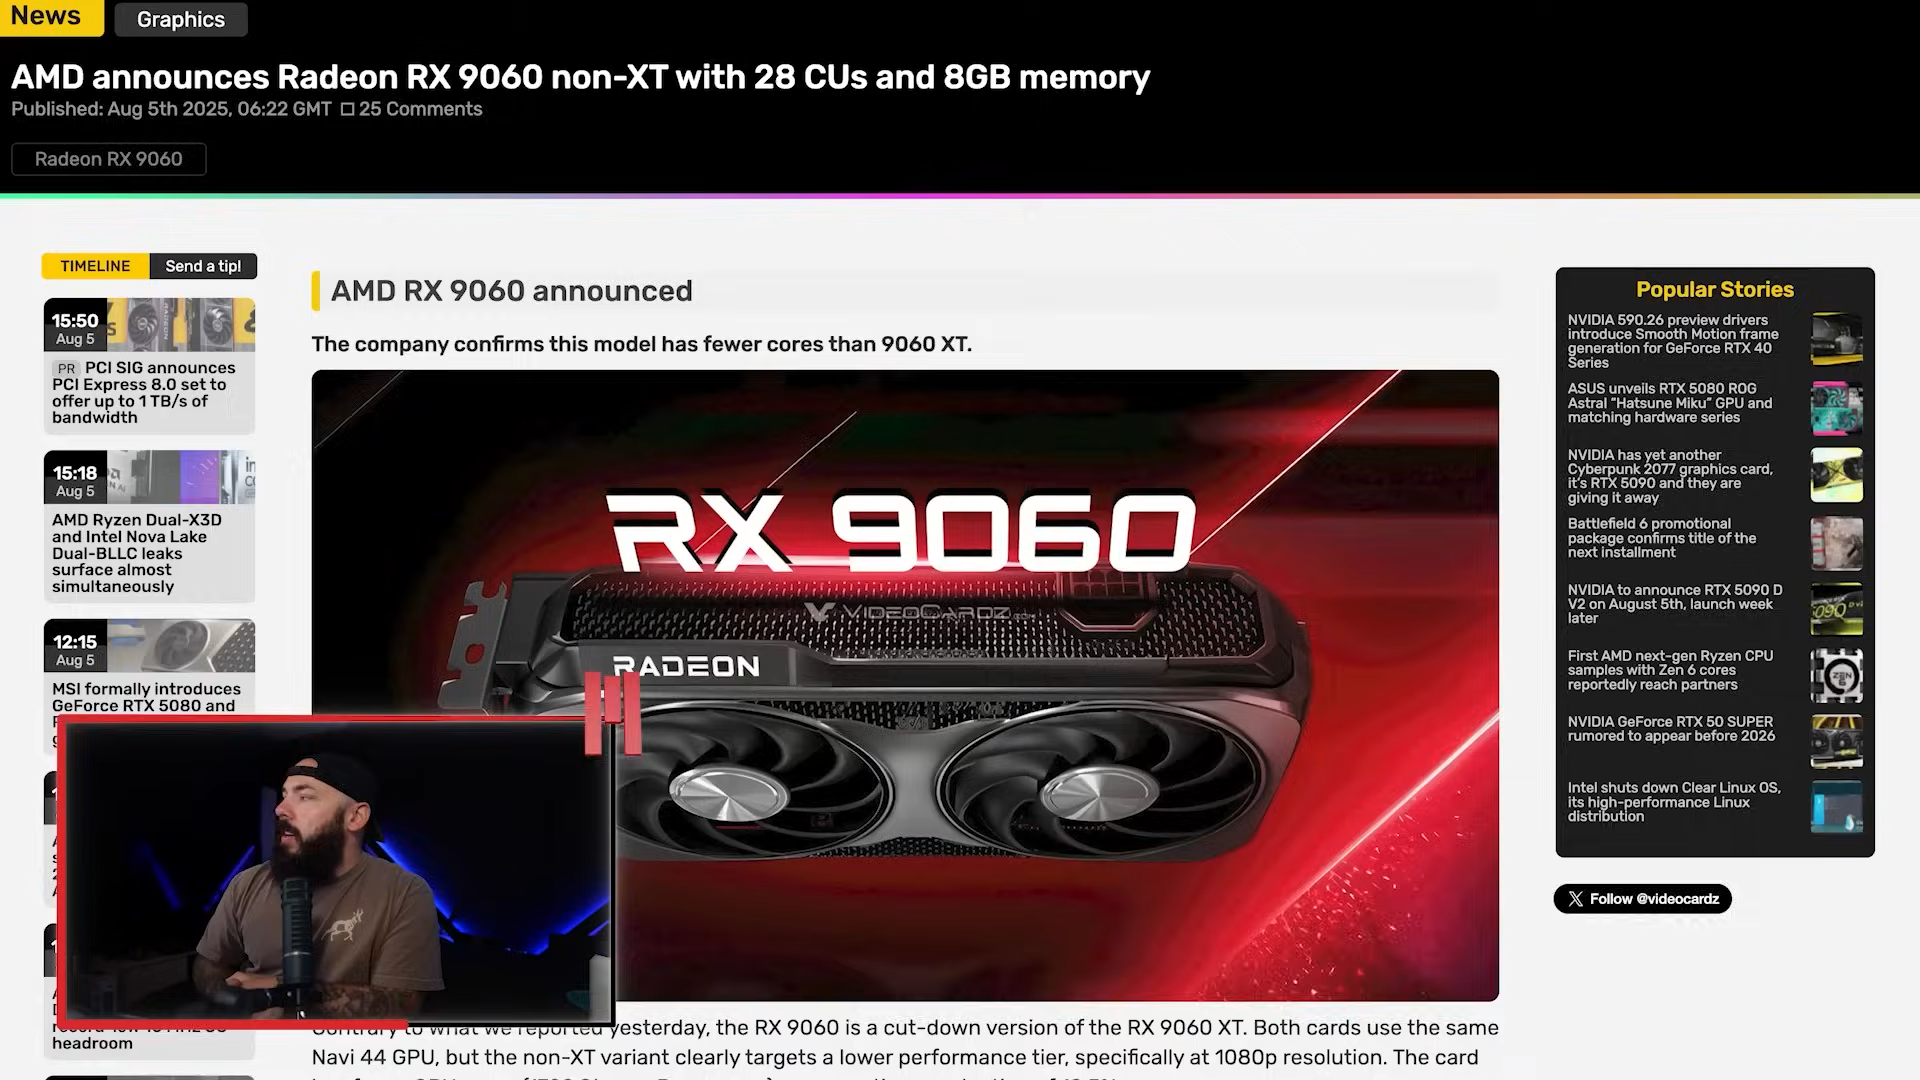 News
Graphics
AMD announces Radeon RX 9060 non-XT with 28 CUs and 8GB memory
Published: Aug 5th 2025, 06:22 GMT 25 Comments
Radeon RX 9060
TIMELINE
Send a tip!
15:50
Aug 5
PR PCI SIG announces
PCI Express 8.0 set to
offer up to 1 TB/s of
bandwidth
15:18
Aug 5
AMD Ryzen Dual-X3D
and Intel Nova Lake
Dual-BLLC leaks
surface almost
simultaneously
12:15
Aug 5
MSI formally introduces
GeForce RTX 5080 and
headroom
AMD RX 9060 announced
The company confirms this model has fewer cores than 9060 XT.
RX 9060
VIDEOCARDZ.COM
RADEON
Contrary to what we reported yesterday, the RX 9060 is a cut-down version of the RX 9060 XT. Both cards use the same
Navi 44 GPU, but the non-XT variant clearly targets a lower performance tier, specifically at 1080p resolution. The card
Popular Stories
NVIDIA 590.26 preview drivers
introduce Smooth Motion frame
generation for GeForce RTX 40
Series
ASUS unveils RTX 5080 ROG
Astral “Hatsune Miku” GPU and
matching hardware series
NVIDIA has yet another
Cyberpunk 2077 graphics card,
it’s RTX 5090 and they are
giving it away
Battlefield 6 promotional
package confirms title of the
next installment
NVIDIA to announce RTX 5090 D
V2 on August 5th, launch week
later
First AMD next-gen Ryzen CPU
samples with Zen 6 cores
reportedly reach partners
ZEN
6
NVIDIA GeForce RTX 50 SUPER
rumored to appear before 2026
Intel shuts down Clear Linux OS,
its high-performance Linux
distribution
Follow @videocardz